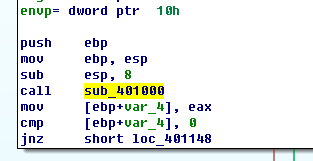 envp= dword ptr  10h
push    ebp
mov     ebp, esp
sub     esp, 8
call    sub_401000
mov     [ebp+var_4], eax
cmp     [ebp+var_4], 0
jnz     short loc_401148